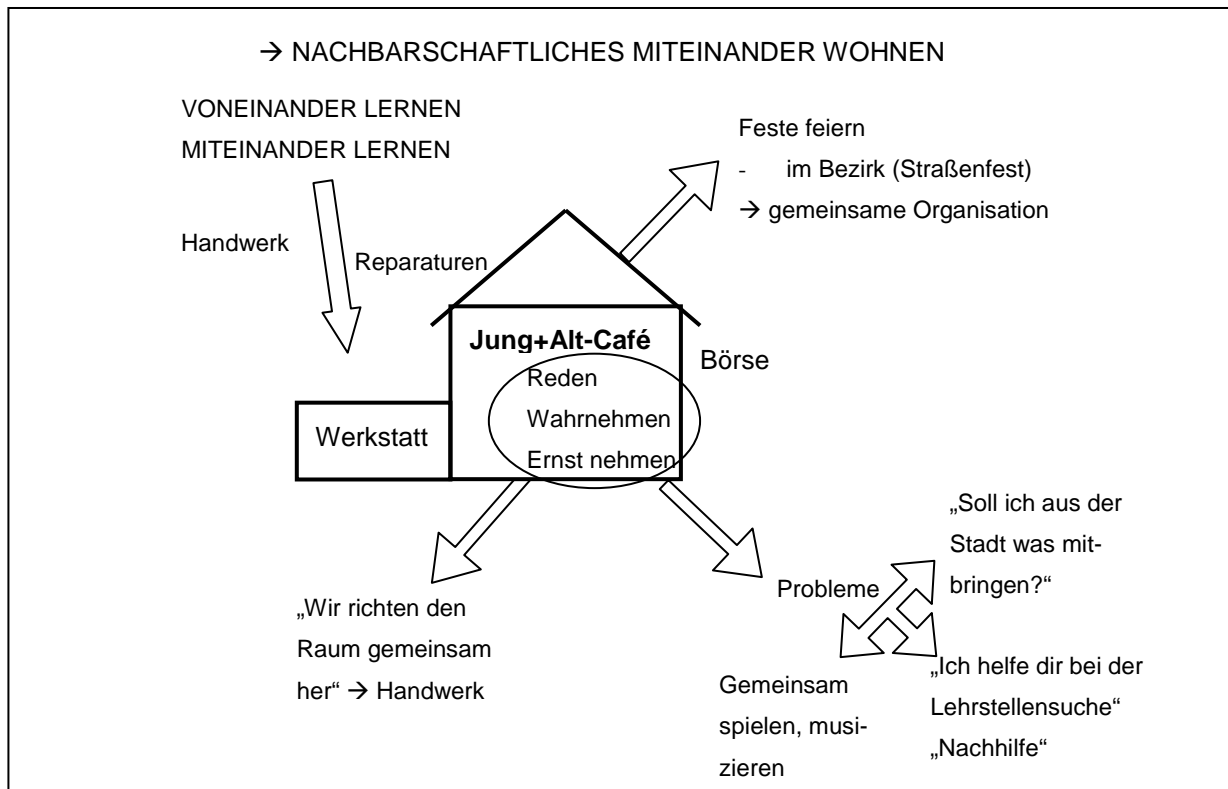 → NACHBARSCHAFTLICHES MITEINANDER WOHNEN
VONEINANDER LERNEN
MITEINANDER LERNEN
Feste feiern
- im Bezirk (Straßenfest)
→ gemeinsame Organisation
Handwerk
Reparaturen
Jung+Alt-Café
Reden
Wahrnehmen
Ernst nehmen
Börse
Werkstatt
„Wir richten den
Raum gemeinsam
her“ → Handwerk
Probleme
„Soll ich aus der
Stadt was mit-
bringen?“
Gemeinsam
spielen, musi-
zieren
„Ich helfe dir bei der
Lehrstellensuche“
„Nachhilfe“